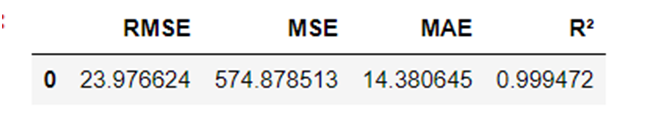 RMSE MSE MAE R²
0 23.976624 574.878513 14.380645 0.999472